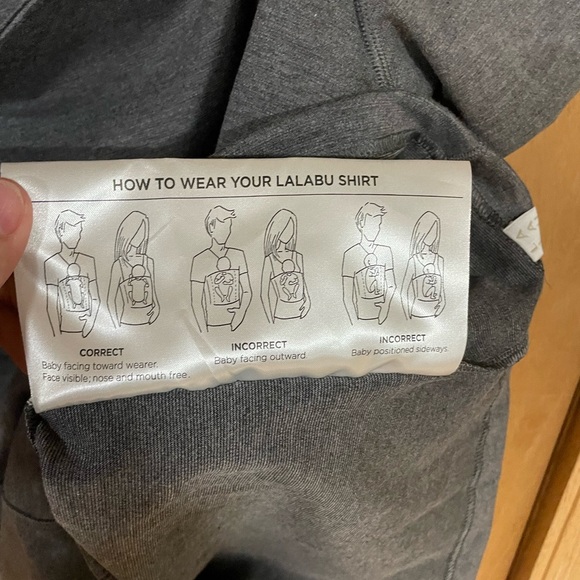 HOW TO WEAR YOUR LALABU SHIRT
CORRECT
Baby facing toward wearer.
Face visible; nose and mouth free.
INCORRECT
Baby facing outward
INCORRECT
Baby positioned sideways.